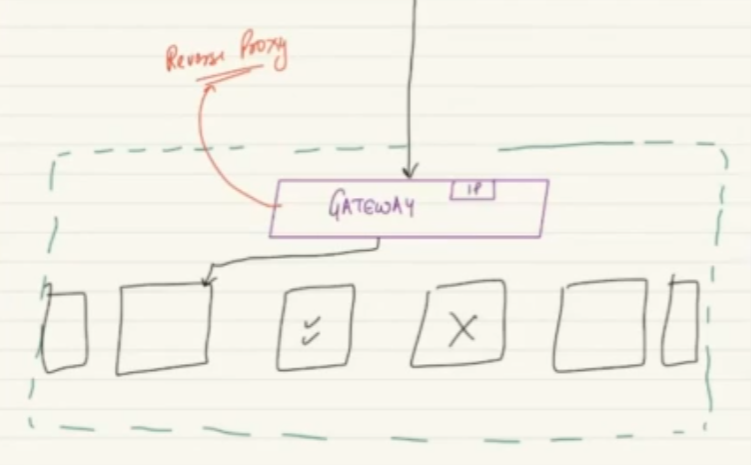 Reverse Proxy
GATEWAY
IP
X